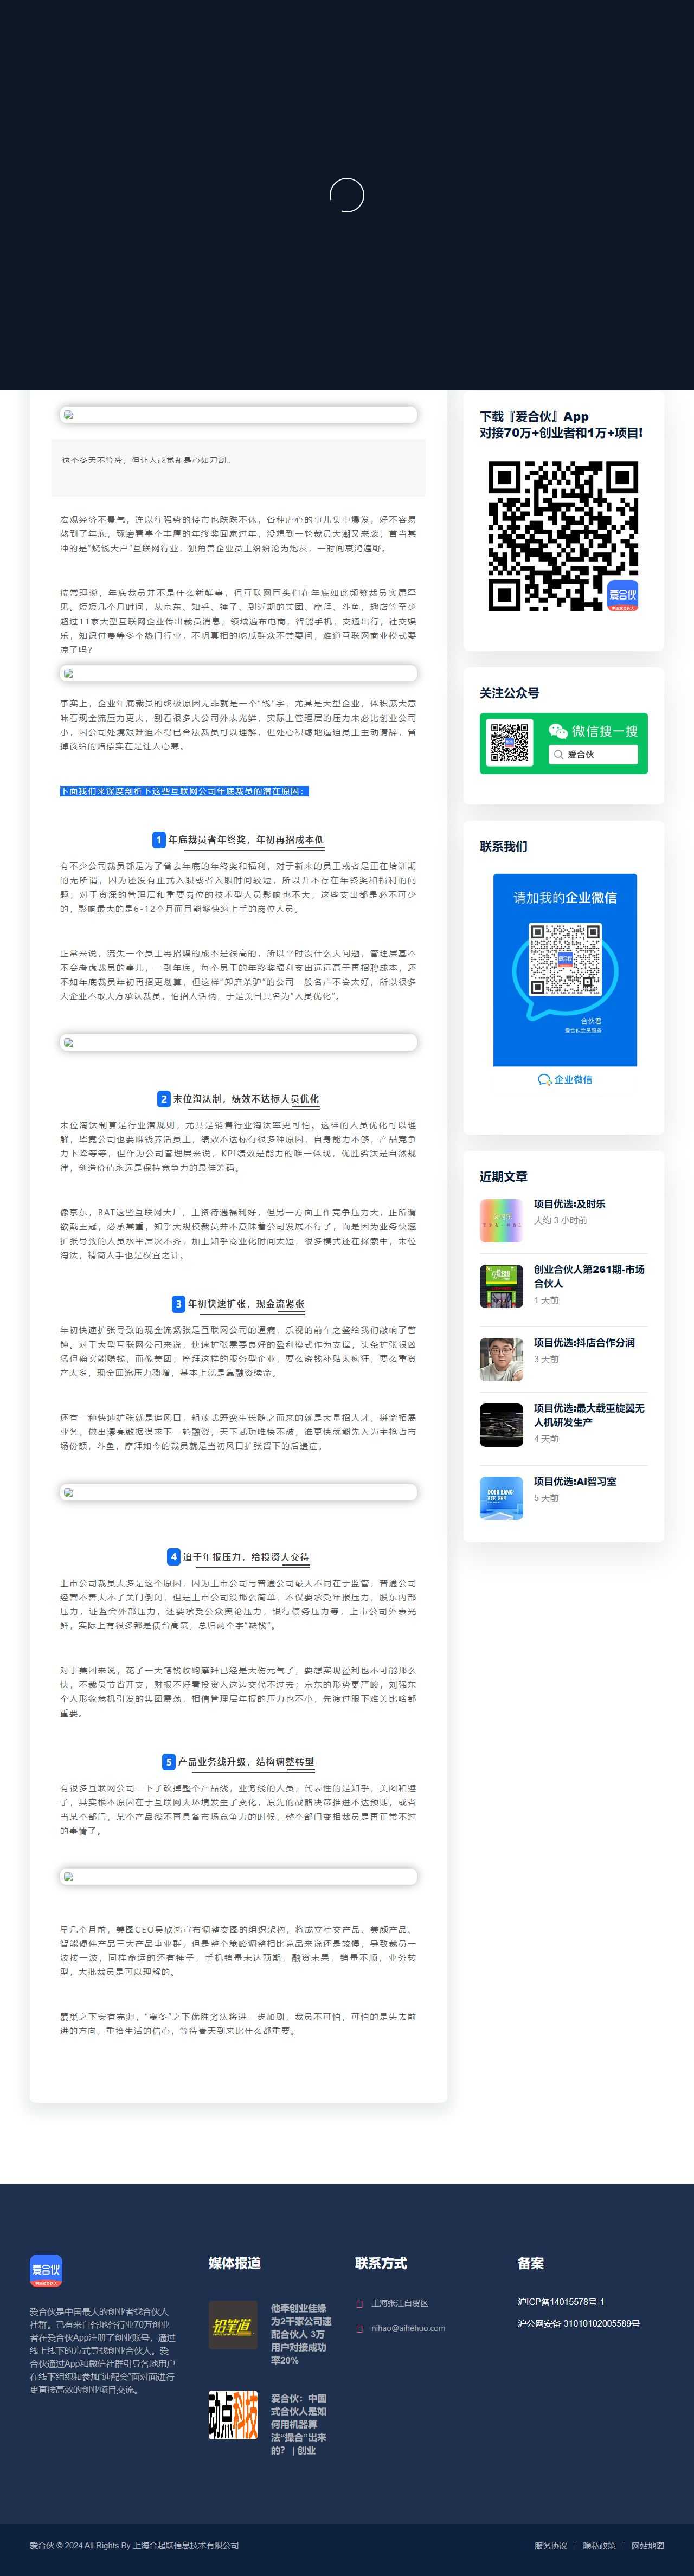 这个冬天不算冷，但让人感觉却是心如刀割。
宏观经济不景气，连以往强势的楼市也跌跌不休，各种虐心的事儿集中爆发，好不容易
熬到了年底，琢磨着拿个丰厚的年终奖回家过年，没想到一轮裁员大潮又来袭，首当其
冲的是“烧钱大户”互联网行业，独角兽企业员工纷纷沦为炮灰，一时间哀鸿遍野。
按常理说，年底裁员并不是什么新鲜事，但互联网巨头们在年底如此频繁裁员实属罕
见。短短几个月时间，从京东、知乎、锤子、到近期的美团、摩拜、斗鱼，趣店等至少
超过11家大型互联网企业传出裁员消息，领域遍布电商，智能手机，交通出行，社交娱
乐，知识付费等多个热门行业，不明真相的吃瓜群众不禁要问，难道互联网商业模式要
凉了吗？
事实上，企业年底裁员的终极原因无非就是一个“钱”字，尤其是大型企业，体积庞大意
味着现金流压力更大，别看很多大公司外表光鲜，实际上管理层的压力未必比创业公司
小，因公司处境艰难迫不得已合法裁员可以理解，但处心积虑地逼迫员工主动请辞，省
掉该给的赔偿实在是让人心寒。
下面我们来深度剖析下这些互联网公司年底裁员的潜在原因：
1 年底裁员省年终奖，年初再招成本低
有不少公司裁员都是为了省去年底的年终奖和福利，对于新来的员工或者是正在培训期
的无所谓，因为还没有正式入职或者入职时间较短，所以并不存在年终奖和福利的问
题，对于资深的管理层和重要岗位的技术型人员影响也不大，这些支出都是必不可少
的，影响最大的是6-12个月而且能够快速上手的岗位人员。
正常来说，流失一个员工再招聘的成本是很高的，所以平时没什么大问题，管理层基本
不会考虑裁员的事儿，一到年底，每个员工的年终奖福利支出远远高于再招聘成本，还
不如年底裁员年初再招更划算，但这样“卸磨杀驴”的公司一般名声不会太好，所以很多
大企业不敢大方承认裁员，怕招人话柄，于是美曰其名为“人员优化”。
2 末位淘汰制，绩效不达标人员优化
末位淘汰制算是行业潜规则，尤其是销售行业淘汰率更可怕。这样的人员优化可以理
解，毕竟公司也要赚钱养活员工，绩效不达标有很多种原因，自身能力不够，产品竞争
力下降等等，但作为公司管理层来说，KPI绩效是能力的唯一体现，优胜劣汰是自然规
律，创造价值永远是保持竞争力的最佳筹码。
像京东，BAT这些互联网大厂，工资待遇福利好，但另一方面工作竞争压力大，正所谓
欲戴王冠，必承其重，知乎大规模裁员并不意味着公司发展不行了，而是因为业务快速
扩张导致的人员水平层次不齐，加上知乎商业化时间太短，很多模式还在探索中，末位
淘汰，精简人手也是权宜之计。
3 年初快速扩张，现金流紧张
年初快速扩张导致的现金流紧张是互联网公司的通病，乐视的前车之鉴给我们敲响了警
钟。对于大型互联网公司来说，快速扩张需要良好的盈利模式作为支撑，头条扩张很凶
猛但确实能赚钱，而像美团，摩拜这样的服务型企业，要么烧钱补贴太疯狂，要么重资
产太多，现金回流压力骤增，基本上就是靠融资续命。
还有一种快速扩张就是追风口，粗放式野蛮生长随之而来的就是大量招人才，拼命拓展
业务，做出漂亮数据谋求下一轮融资，天下武功唯快不破，谁更快就能先入为主抢占市
场份额，斗鱼，摩拜如今的裁员就是当初风口扩张留下的后遗症。
4 迫于年报压力，给投资人交待
上市公司裁员大多是这个原因，因为上市公司与普通公司最大不同在于监管，普通公司
经营不善大不了关门倒闭，但是上市公司没那么简单，不仅要承受年报压力，股东内部
压力，证监会外部压力，还要承受公众舆论压力，银行债务压力等，上市公司外表光
鲜，实际上有很多都是债台高筑，总归两个字“缺钱”。
对于美团来说，花了一大笔钱收购摩拜已经是大伤元气了，要想实现盈利也不可能那么
快，不裁员节省开支，财报不好看投资人这边交代不过去；京东的形势更严峻，刘强东
个人形象危机引发的集团震荡，相信管理层年报的压力也不小，先渡过眼下难关比啥都
重要。
5 产品业务线升级，结构调整转型
有很多互联网公司一下子砍掉整个产品线，业务线的人员，代表性的是知乎，美图和锤
子，其实根本原因在于互联网大环境发生了变化，原先的战略决策推进不达预期，或者
当某个部门，某个产品线不再具备市场竞争力的时候，整个部门变相裁员是再正常不过
的事情了。
早几个月前，美图CEO吴欣鸿宣布调整变图的组织架构，将成立社交产品、美颜产品、
智能硬件产品三大产品事业群，但是整个策略调整相比竞品来说还是较慢，导致裁员一
波接一波，同样命运的还有锤子，手机销量未达预期，融资未果，销量不顺，业务转
型，大批裁员是可以理解的。
覆巢之下安有完卵，“寒冬”之下优胜劣汰将进一步加剧，裁员不可怕，可怕的是失去前
进的方向，重拾生活的信心，等待春天到来比什么都重要。
下载『爱合伙』App
对接70万+创业者和1万+项目!
爱合伙
关注公众号
微信搜一搜
爱合伙
联系我们
请加我的企业微信
合伙君
爱合伙会员服务
企业微信
近期文章
项目优选:及时乐
大约 3 小时前
创业合伙人第261期-市场
合伙人
1 天前
项目优选:抖店合作分润
3 天前
项目优选:最大载重旋翼无
人机研发生产
4 天前
项目优选:Ai智习室
5 天前
爱合伙
爱合伙是中国最大的创业者找合伙人
社群。己有来自各地各行业70万创业
者在爱合伙App注册了创业账号，通过
线上线下的方式寻找创业合伙人。爱
合伙通过App和微信社群引导各地用户
在线下组织和参加“速配会”面对面进行
更直接高效的创业项目交流。
媒体报道
铅笔道
他牵创业佳缘
为2千家公司速
配合伙人 3万
用户对接成功
率20%
爱合伙：中国
式合伙人是如
何用机器算
法“撮合”出来
的？ | 创业
联系方式
上海张江自贸区
nihao@aihehuo.com
备案
沪ICP备14015578号-1
沪公网安备 31010102005589号
爱合伙 © 2024 All Rights By 上海合起跃信息技术有限公司
服务协议 | 隐私政策 | 网站地图